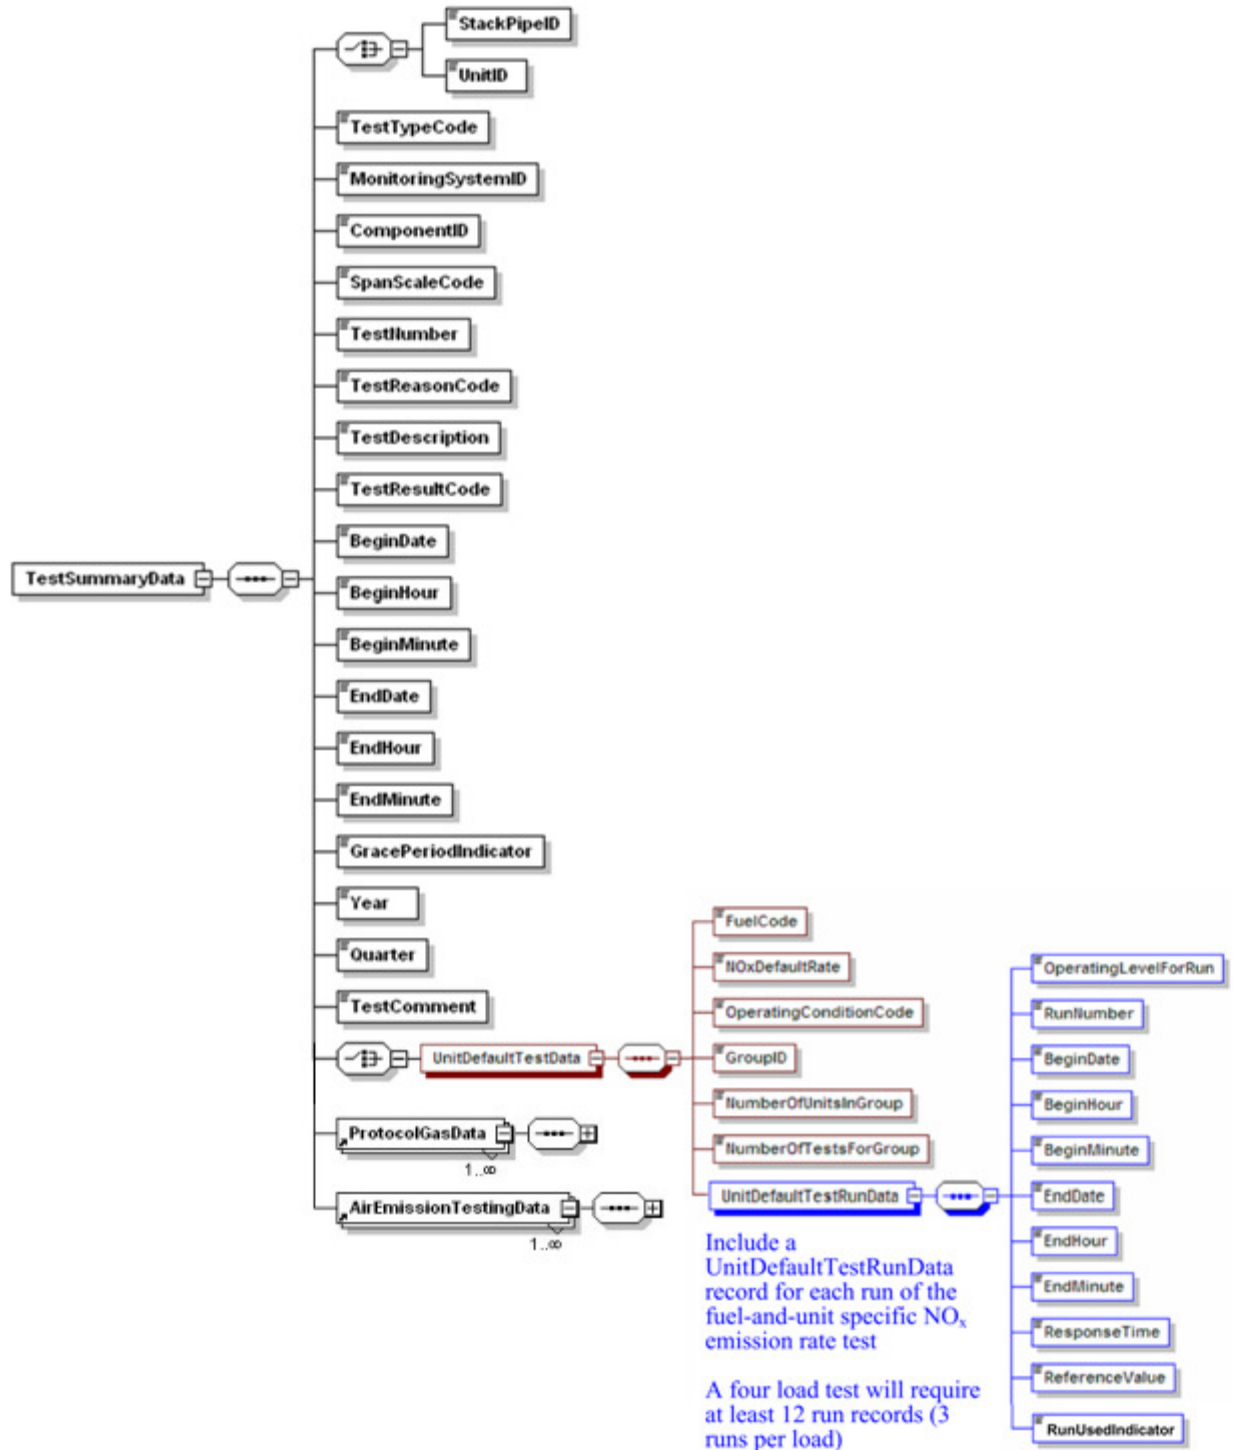 StackPipeID
UnitID
TestTypeCode
MonitoringSystemID
ComponentID
SpanScaleCode
TestNumber
TestReasonCode
TestDescription
TestResultCode
BeginDate
TestSummaryData
BeginHour
BeginMinute
EndDate
EndHour
EndMinute
GracePeriodIndicator
Year
Quarter
TestComment
UnitDefaultTestData
ProtocolGasData
1..∞
AirEmissionTestingData
1..∞
FuelCode
NOxDefaultRate
OperatingConditionCode
GroupID
NumberOfUnitsInGroup
NumberOfTestsForGroup
UnitDefaultTestRunData
Include a
UnitDefaultTestRunData
record for each run of the
fuel-and-unit specific NOx
emission rate test
A four load test will require
at least 12 run records (3
runs per load)
OperatingLevelForRun
RunNumber
BeginDate
BeginHour
BeginMinute
EndDate
EndHour
EndMinute
ResponseTime
ReferenceValue
RunUsedIndicator